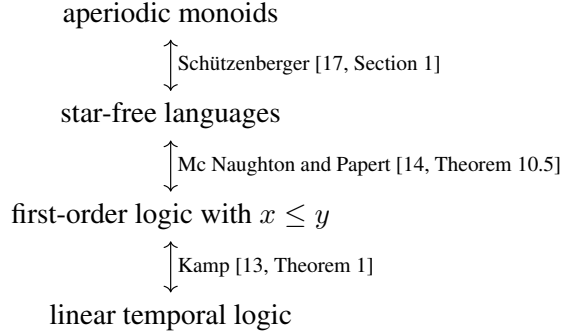 aperiodic monoids
Schützenberger [17, Section 1]
star-free languages
Mc Naughton and Papert [14, Theorem 10.5]
first-order logic with x ≤ y
Kamp [13, Theorem 1]
linear temporal logic